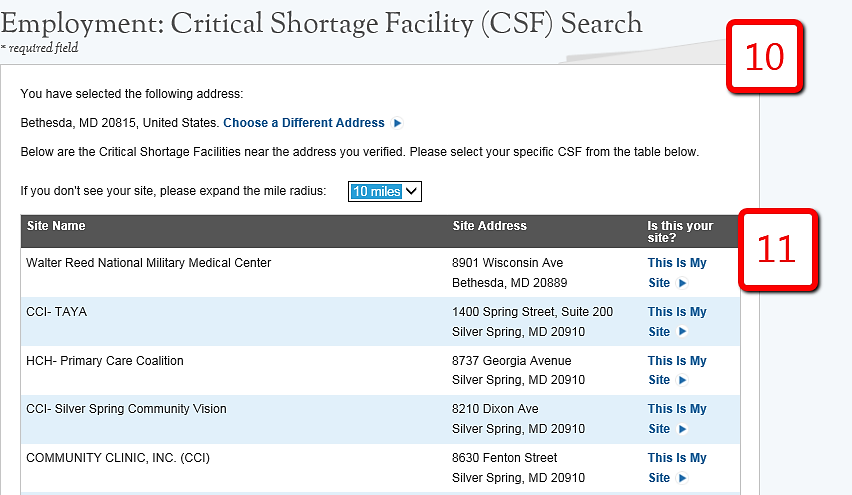 Employment: Critical Shortage Facility (CSF) Search
* required field
10
You have selected the following address:
Bethesda, MD 20815, United States. Choose a Different Address
Below are the Critical Shortage Facilities near the address you verified. Please select your specific CSF from the table below.
If you don't see your site, please expand the mile radius: 10 miles
Site Name Site Address Is this your site?
11
Walter Reed National Military Medical Center 8901 Wisconsin Ave This Is My
Bethesda, MD 20889 Site
CCI- TAYA 1400 Spring Street, Suite 200 This Is My
Silver Spring, MD 20910 Site
HCH- Primary Care Coalition 8737 Georgia Avenue This Is My
Silver Spring, MD 20910 Site
CCI- Silver Spring Community Vision 8210 Dixon Ave This Is My
Silver Spring, MD 20910 Site
COMMUNITY CLINIC, INC. (CCI) 8630 Fenton Street This Is My
Silver Spring, MD 20910 Site